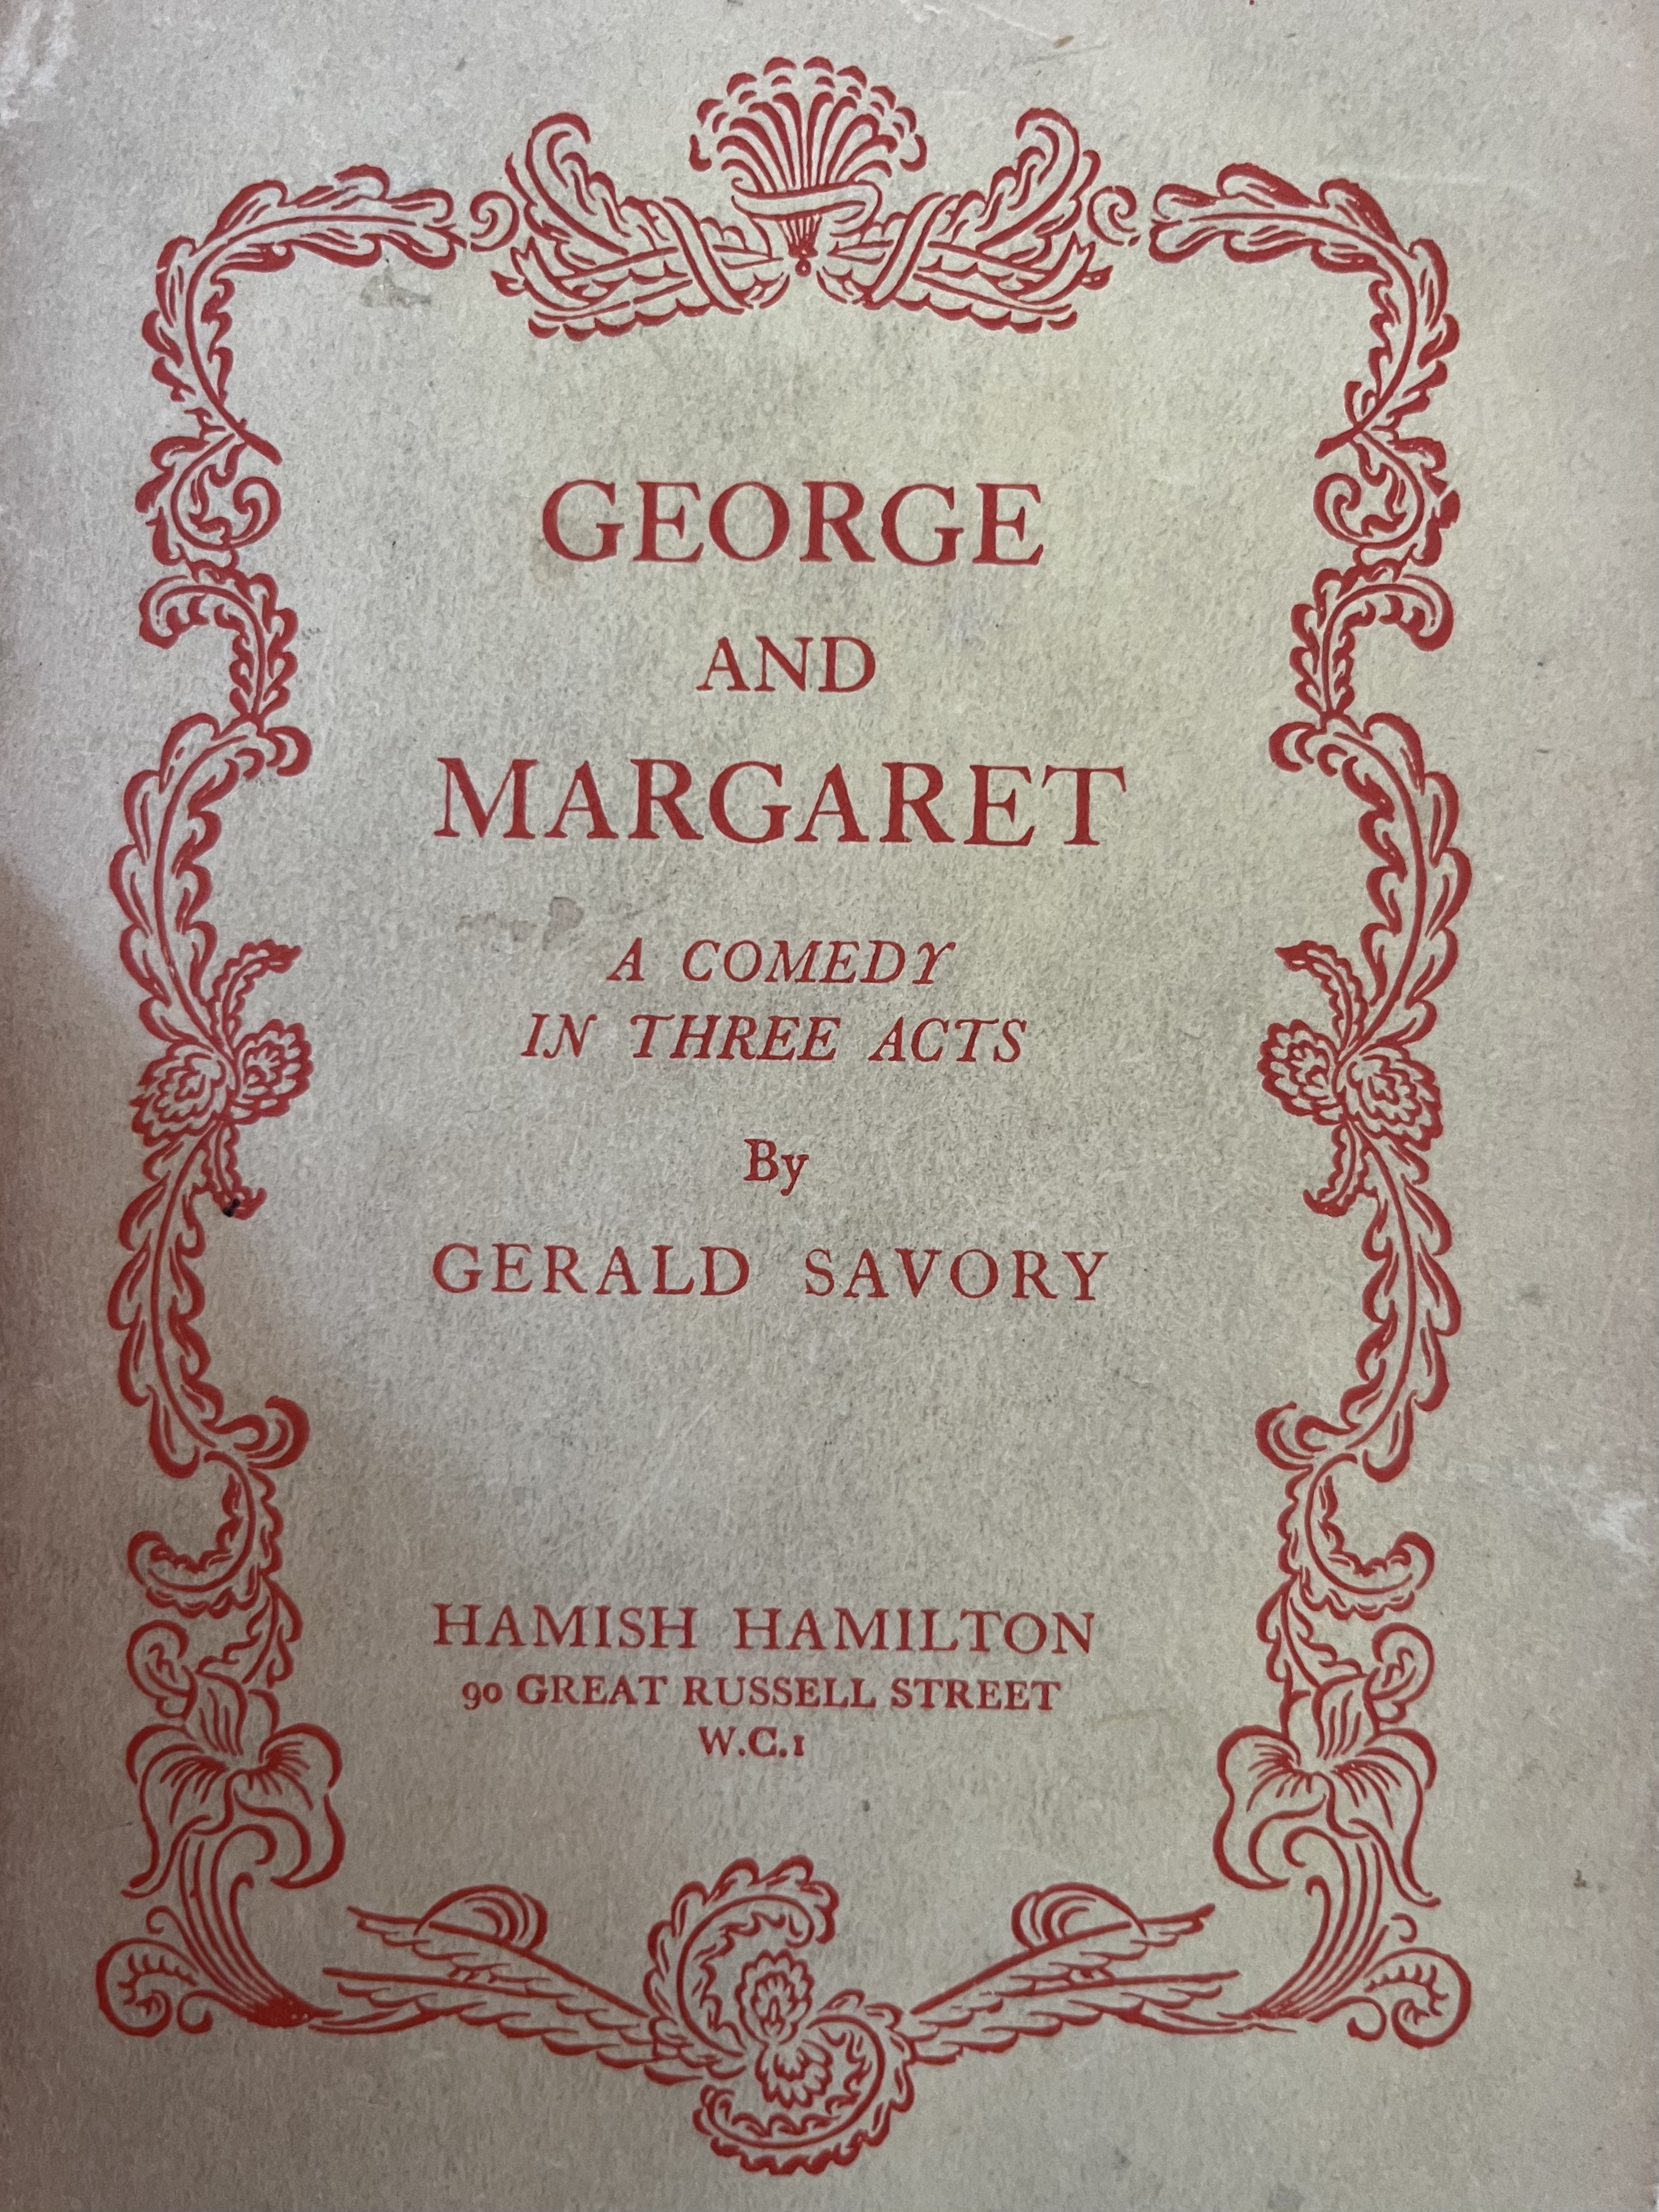 GEORGE
AND
MARGARET
A COMEDY
IN THREE ACTS
By
GERALD SAVORY
HAMISH HAMILTON
90 GREAT RUSSELL STREET
W.C.1